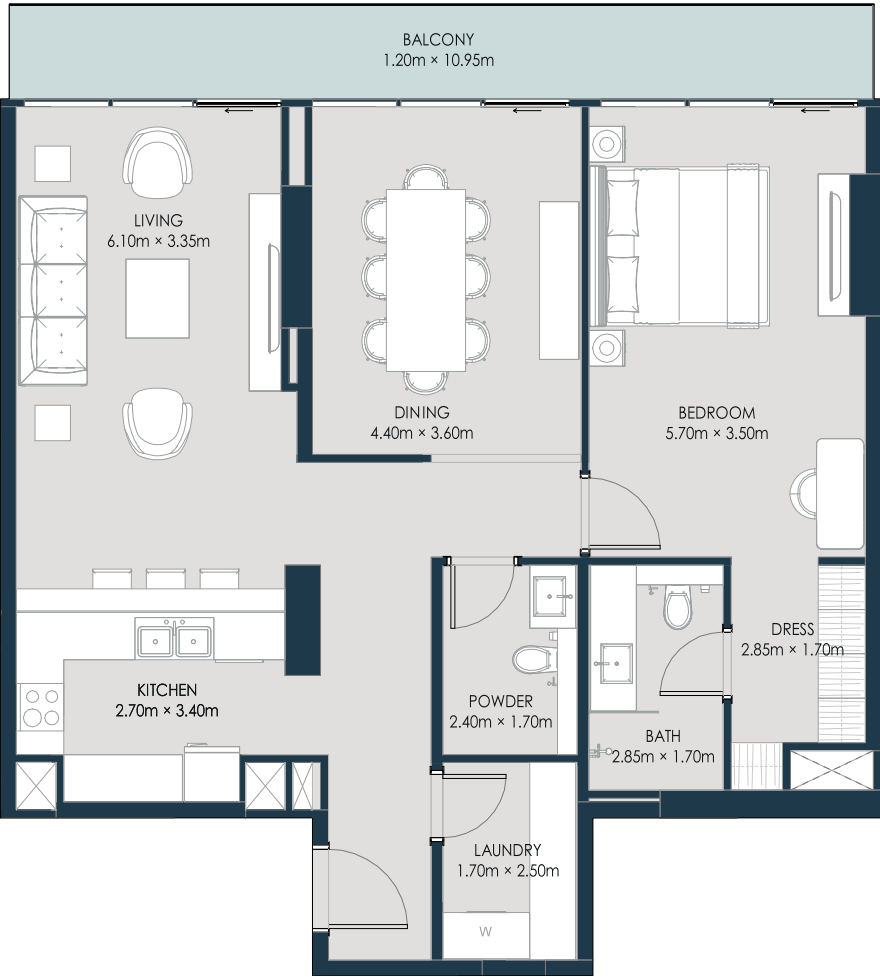 BALCONY
1.20m × 10.95m
LIVING
6.10m × 3.35m
DINING
4.40m × 3.60m
BEDROOM
5.70m × 3.50m
DRESS
2.85m × 1.70m
KITCHEN
2.70m × 3.40m
POWDER
2.40m × 1.70m
BATH
2.85m × 1.70m
LAUNDRY
1.70m × 2.50m
W